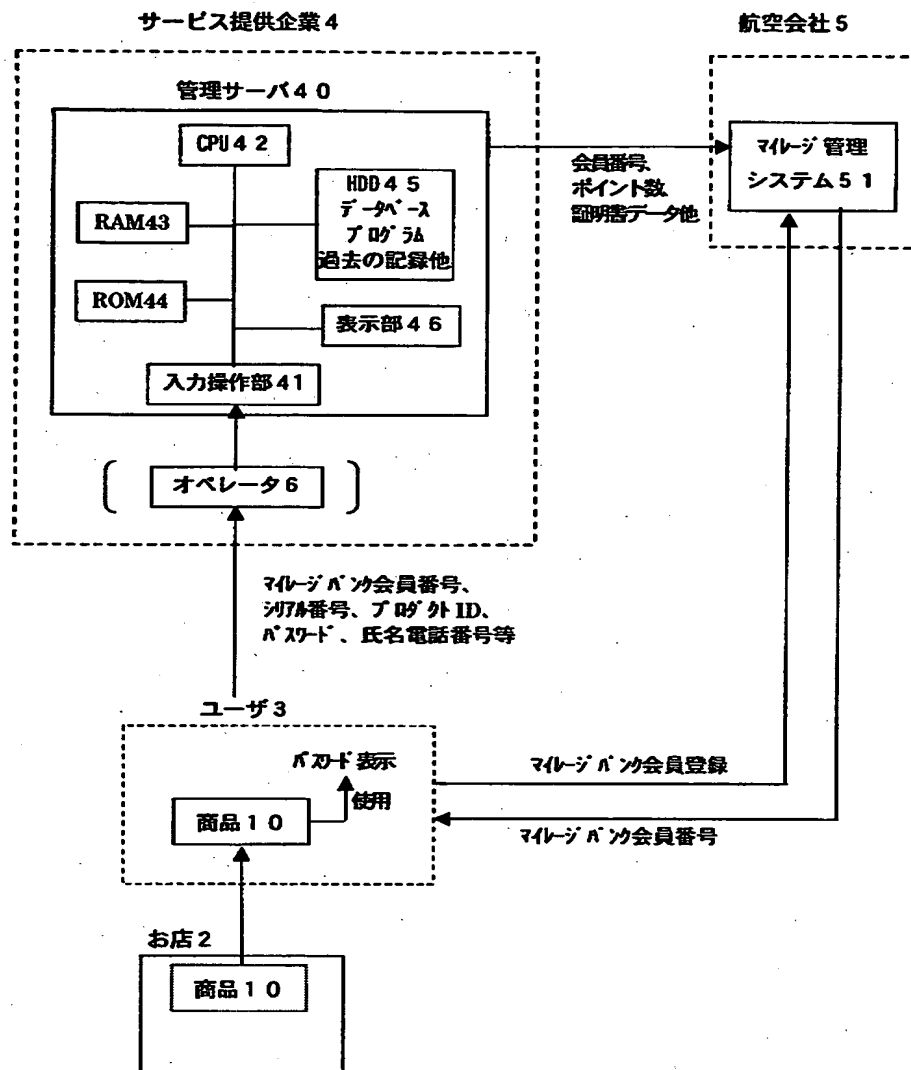 サービス提供企業4
航空会社5
管理サーバ40
CPU42
HDD45
データベース
プログラム
過去の記録他
RAM43
ROM44
表示部46
入力操作部41
オペレータ6
会員番号、
ポイント数
証明書データ他
マイレージ管理
システム51
マイレージバンク会員番号、
シリアル番号、プロダクトID、
パスワード、氏名電話番号等
ユーザ3
パスワード表示
使用
商品10
マイレージバンク会員登録
マイレージバンク会員番号
お店2
商品10